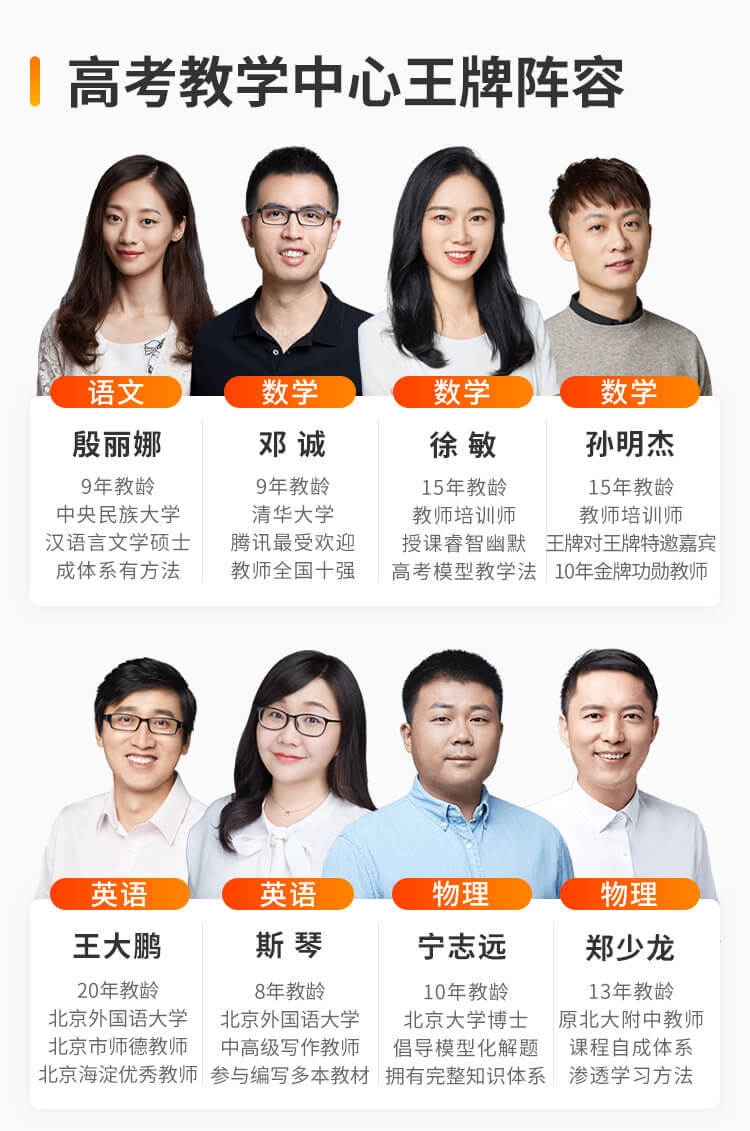 高考教学中心王牌阵容
语文
数学
数学
数学
殷丽娜
邓 诚
徐 敏
孙明杰
9年教龄
9年教龄
15年教龄
15年教龄
中央民族大学
清华大学
教师培训师
教师培训师
汉语言文学硕士
腾讯最受欢迎
授课睿智幽默
王牌对王牌特邀嘉宾
成体系有方法
教师全国十强
高考模型教学法
10年金牌功勋教师
英语
英语
物理
物理
王大鹏
斯 琴
宁志远
郑少龙
20年教龄
8年教龄
10年教龄
13年教龄
北京外国语大学
北京外国语大学
北京大学博士
原北大附中教师
北京市师德教师
中高级写作教师
倡导模型化解题
课程自成体系
北京海淀优秀教师
参与编写多本教材
拥有完整知识体系
渗透学习方法